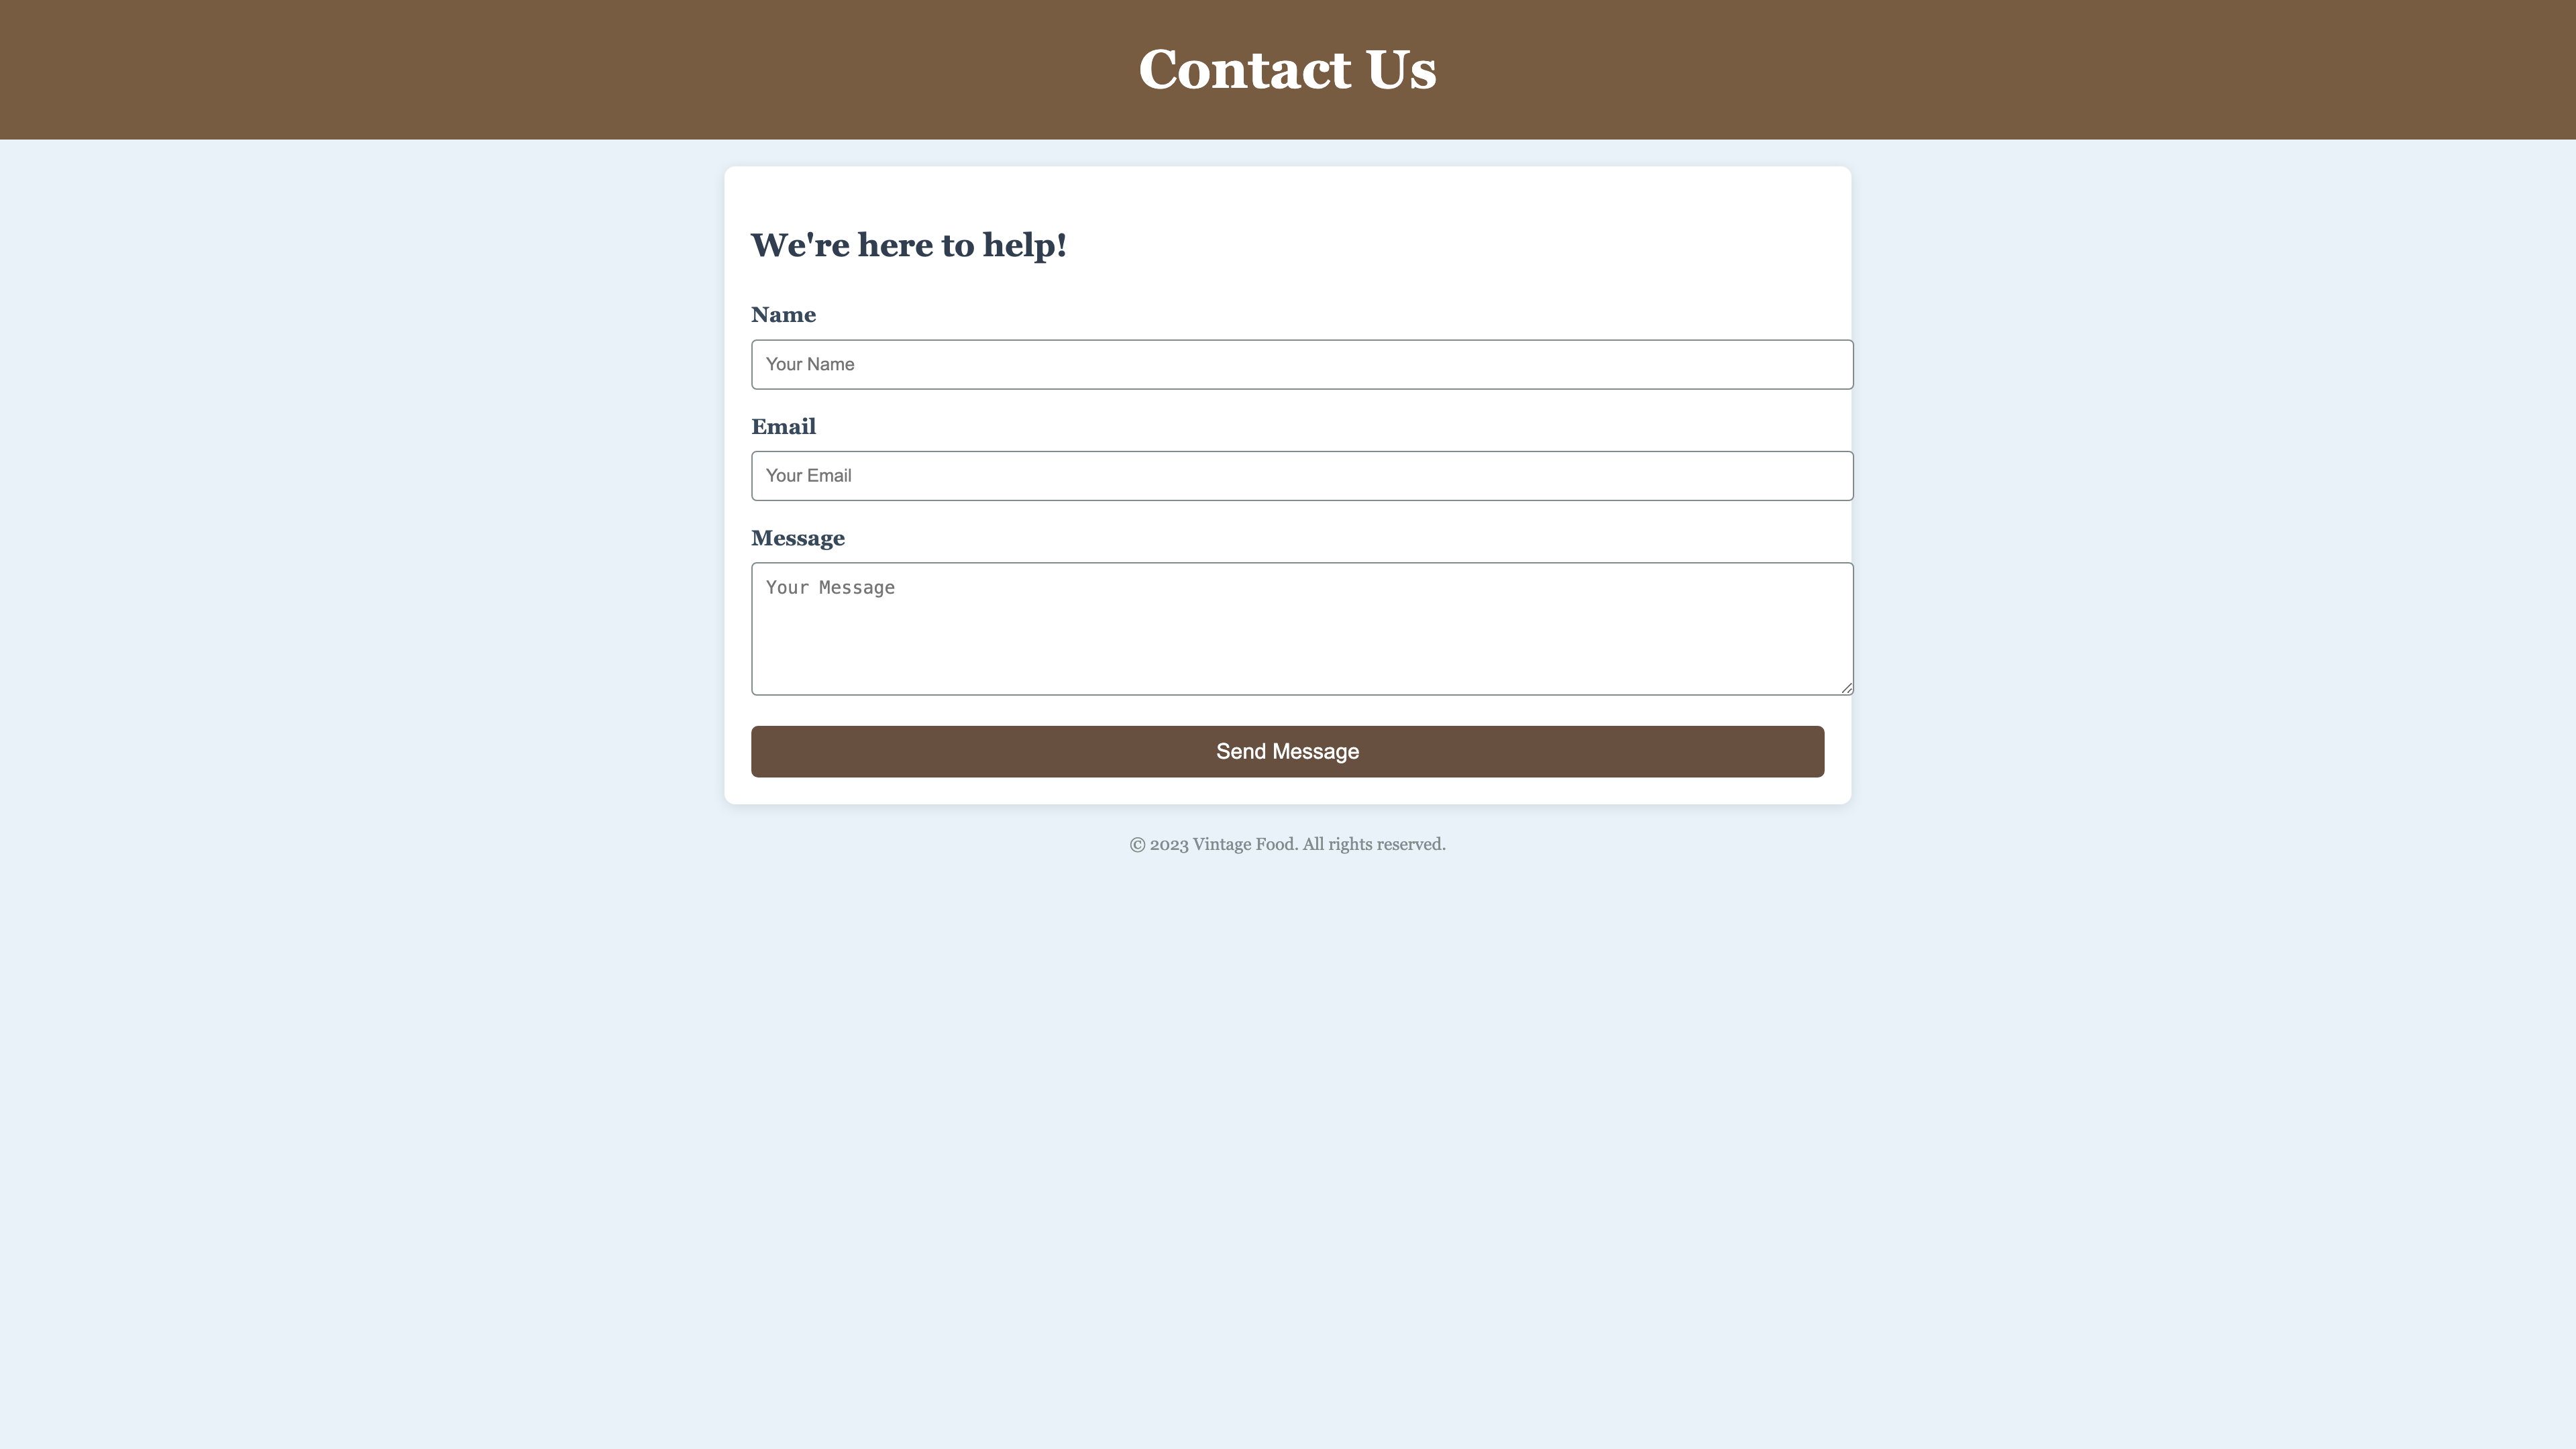 Contact Us
We're here to help!
Name
Your Name
Email
Your Email
Message
Your Message
Send Message
© 2023 Vintage Food. All rights reserved.